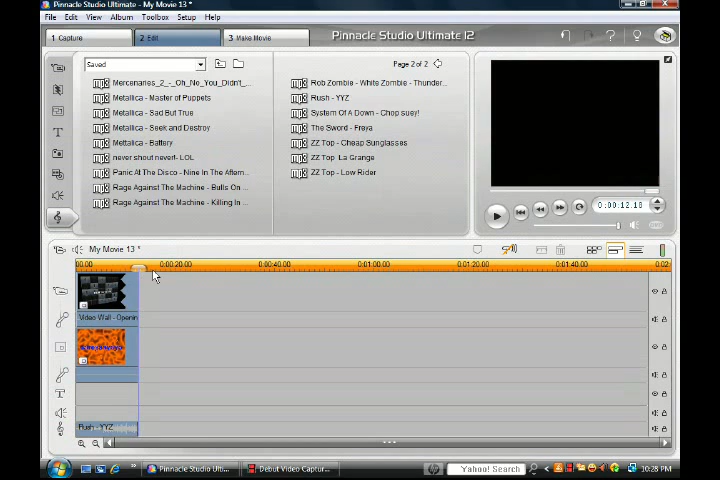 Pinnacle Studio Ultimate - My Movie 13 *
File Edit View Album Toolbox Setup Help
1 Capture
2 Edit
3 Make Movie
Pinnacle Studio Ultimate 12
Saved
Page 2 of 2
Mercenaries_2_-_Oh_No_You_Didn't_...
Metallica - Master of Puppets
Metallica - Sad But True
Metallica - Seek and Destroy
Mettalica - Battery
never shout never!- LOL
Panic At The Disco - Nine In The Aftern...
Rage Against The Machine - Bulls On ...
Rage Against The Machine - Killing In ...
Rob Zombie - White Zombie - Thunder...
Rush - YYZ
System Of A Down - Chop suey!
The Sword - Freya
ZZ Top - Cheap Sunglasses
ZZ Top La Grange
ZZ Top - Low Rider
0:00:12.18
My Movie 13 *
00.00 0:00:20.00 0:00:40.00 0:01:00.00 0:01:20.00 0:01:40.00 0:02:0
Video Wall - Openin
Rush - YYZ
Pinnacle Studio Ulti...
Debut Video Captur...
Yahoo! Search
10:28 PM